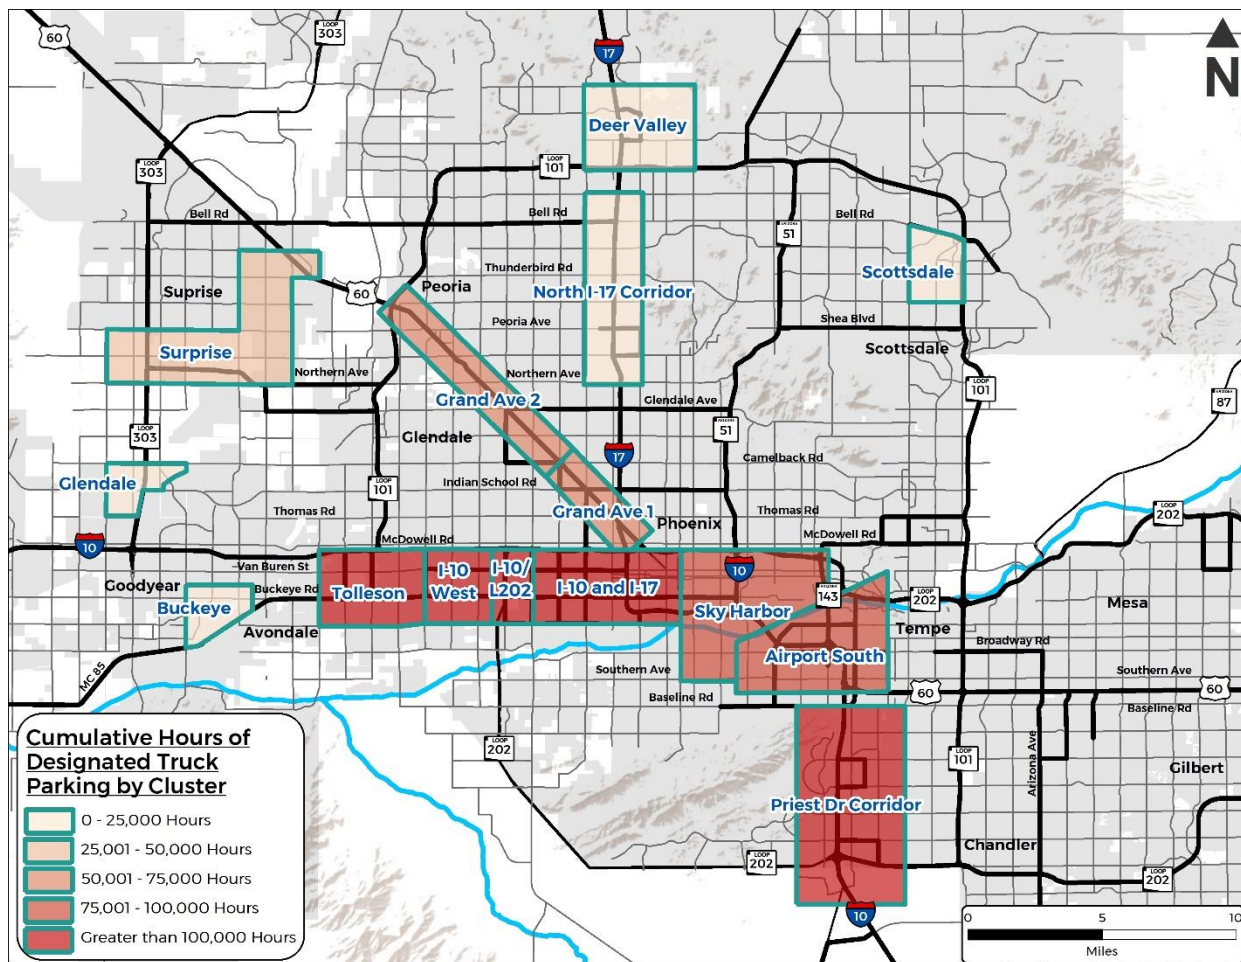 60
LOOP
303
17
N
Deer Valley
LOOP
101
LOOP
303
Bell Rd
Bell Rd
ARIZONA
51
Bell Rd
Thunderbird Rd
Scottsdale
Suprise
60
Peoria
North I-17 Corridor
Peoria Ave
Shea Blvd
Surprise
Scottsdale
Northern Ave
Northern Ave
LOOP
101
Grand Ave 2
Glendale Ave
ARIZONA
51
87
LOOP
303
Glendale
17
Camelback Rd
Glendale
LOOP
101
Indian School Rd
Thomas Rd
Grand Ave 1
Phoenix
Thomas Rd
LOOP
202
McDowell Rd
McDowell Rd
10
Van Buren St
10
Goodyear
Buckeye Rd
Tolleson
I-10
West
I-10/
L202
I-10 and I-17
143
LOOP
202
Buckeye
Sky Harbor
Mesa
Avondale
Tempe
Broadway Rd
Airport South
MC 85
Southern Ave
Southern Ave
Baseline Rd
60
60
Baseline Rd
LOOP
202
LOOP
101
Arizona Ave
Gilbert
Priest Dr Corridor
Chandler
LOOP
202
LOOP
202
10
Cumulative Hours of
Designated Truck
Parking by Cluster
0 - 25,000 Hours
25,001 - 50,000 Hours
50,001 - 75,000 Hours
75,001 - 100,000 Hours
Greater than 100,000 Hours
0 5 10
Miles